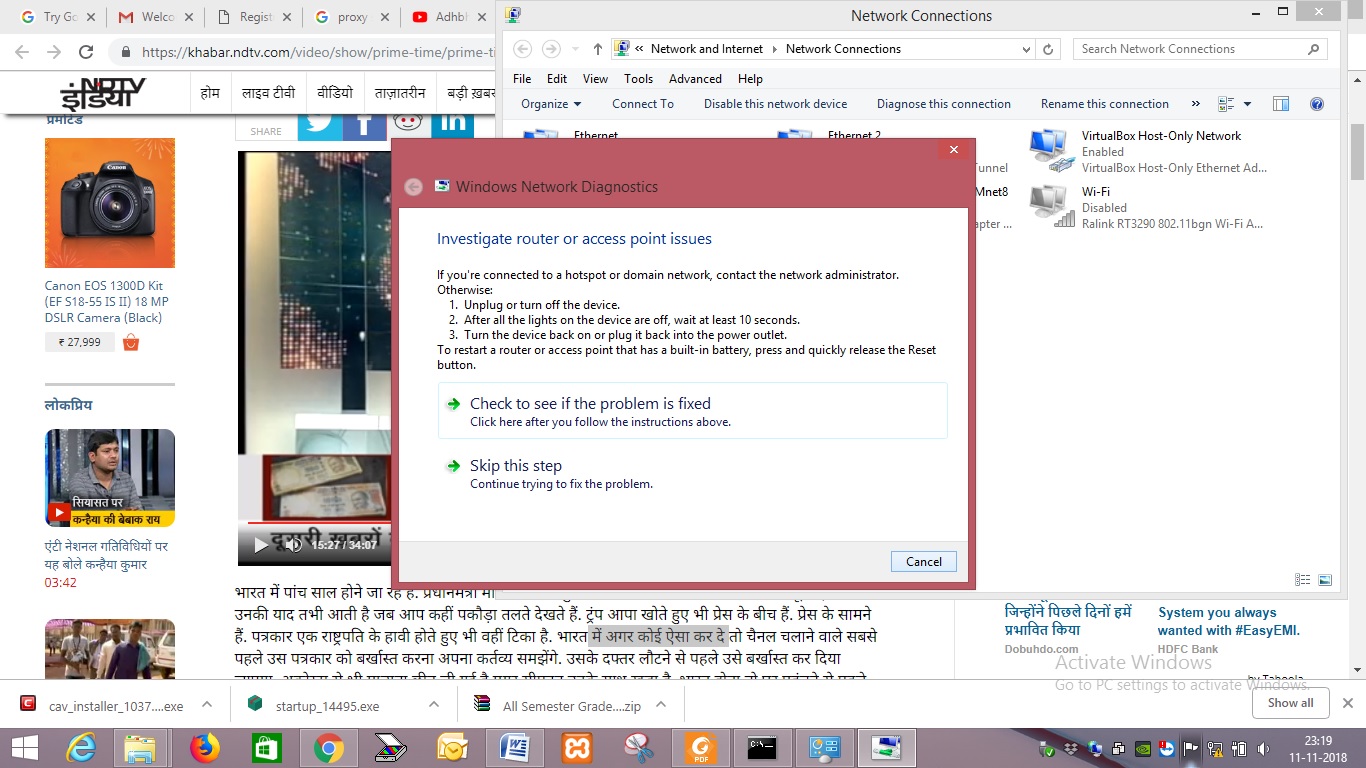 Try Go
Welco
Regist
proxy
Adhbh
https://khabar.ndtv.com/video/show/prime-time/prime-ti
NDTV
इंडिया
होम
लाइव टीवी
वीडियो
ताज़ातरीन
बड़ी ख़बर
प्रमोटेड
SHARE
Canon EOS 1300D Kit
(EF S18-55 IS II) 18 MP
DSLR Camera (Black)
₹ 27,999
लोकप्रिय
सियासत पर
कन्हैया की बेबाक राय
एंटी नेशनल गतिविधियों पर
यह बोले कन्हैया कुमार
03:42
दूसरी खबरों
15:27 / 34:07
भारत में पांच साल होने जा रहे हैं. प्रधानमंत्री
उनकी याद तभी आती है जब आप कहीं पकौड़ा तलते देखते हैं. ट्रंप आपा खोते हुए भी प्रेस के बीच हैं. प्रेस के सामने
हैं. पत्रकार एक राष्ट्रपति के हावी होते हुए भी वहीं टिका है. भारत में अगर कोई ऐसा कर दे तो चैनल चलाने वाले सबसे
पहले उस पत्रकार को बर्खास्त करना अपना कर्तव्य समझेंगे. उसके दफ्तर लौटने से पहले उसे बर्खास्त कर दिया
Network Connections
Network and Internet
Network Connections
Search Network Connections
File Edit View Tools Advanced Help
Organize
Connect To
Disable this network device
Diagnose this connection
Rename this connection
»
Ethernet
Ethernet 2
VirtualBox Host-Only Network
Enabled
VirtualBox Host-Only Ethernet Ad...
Tunnel
Mnet8
apter ...
Wi-Fi
Disabled
Ralink RT3290 802.11bgn Wi-Fi A...
Windows Network Diagnostics
Investigate router or access point issues
If you're connected to a hotspot or domain network, contact the network administrator.
Otherwise:
1. Unplug or turn off the device.
2. After all the lights on the device are off, wait at least 10 seconds.
3. Turn the device back on or plug it back into the power outlet.
To restart a router or access point that has a built-in battery, press and quickly release the Reset
button.
Check to see if the problem is fixed
Click here after you follow the instructions above.
Skip this step
Continue trying to fix the problem.
Cancel
जिन्होंने पिछले दिनों हमें
प्रभावित किया
Dobuhdo.com
System you always
wanted with #EasyEMI.
HDFC Bank
by Taboola
Activate Windows
Go to PC settings to activate Windows.
cav_installer_1037....exe
startup_14495.exe
All Semester Grade....zip
Show all
PDF
23:19
11-11-2018